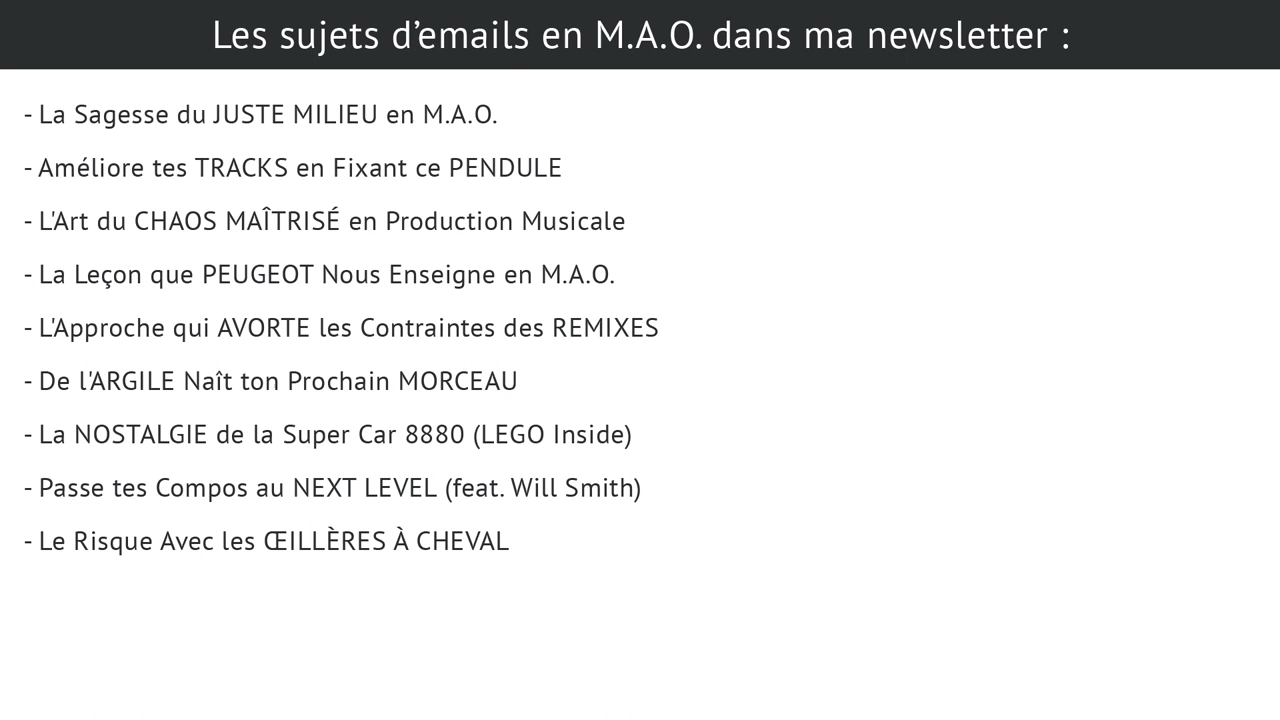 Les sujets d’emails en M.A.O. dans ma newsletter :
- La Sagesse du JUSTE MILIEU en M.A.O.
- Améliore tes TRACKS en Fixant ce PENDULE
- L'Art du CHAOS MAÎTRISÉ en Production Musicale
- La Leçon que PEUGEOT Nous Enseigne en M.A.O.
- L'Approche qui AVORTE les Contraintes des REMIXES
- De l'ARGILE Naît ton Prochain MORCEAU
- La NOSTALGIE de la Super Car 8880 (LEGO Inside)
- Passe tes Compos au NEXT LEVEL (feat. Will Smith)
- Le Risque Avec les ŒILLÈRES À CHEVAL